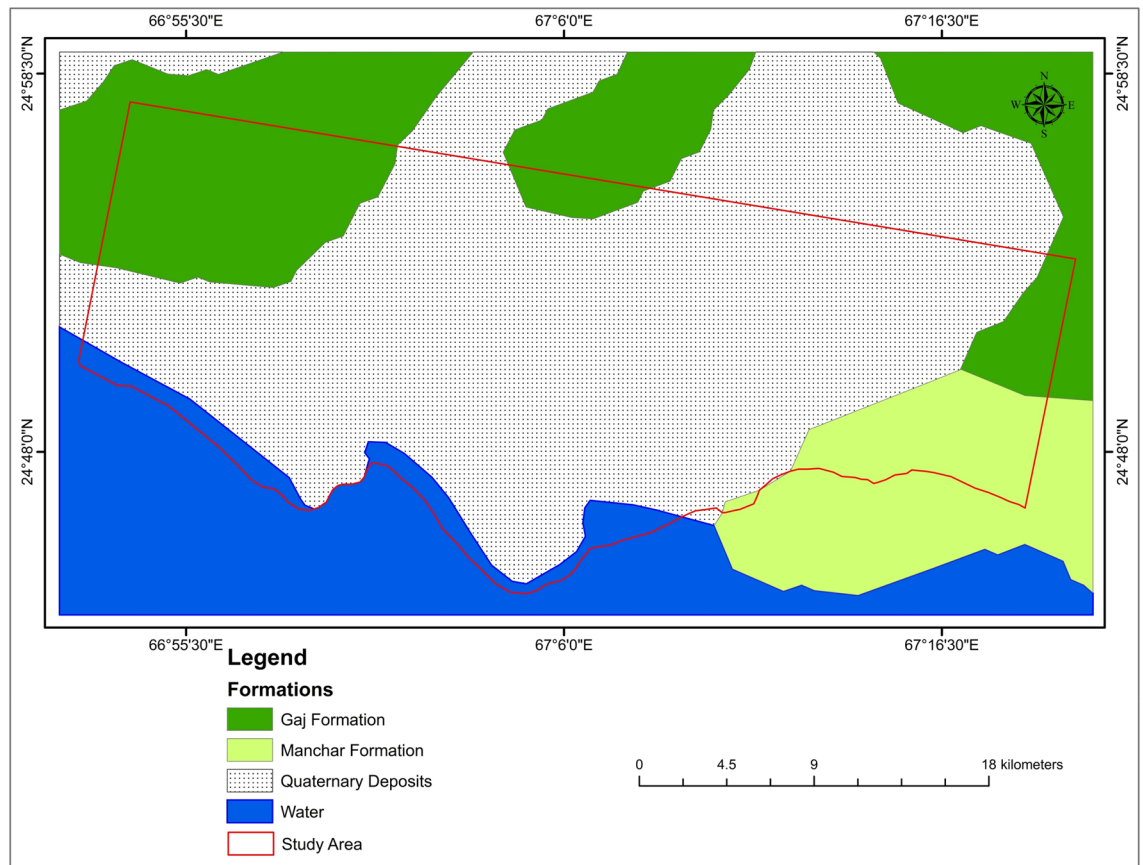 66°55'30"E 67°6'0"E 67°16'30"E
24°58'30"N 24°58'30"N
N
W E
S
24°48'0"N 24°48'0"N
66°55'30"E 67°6'0"E 67°16'30"E
Legend
Formations
Gaj Formation
Manchar Formation
Quaternary Deposits
Water
Study Area
0 4.5 9 18 kilometers